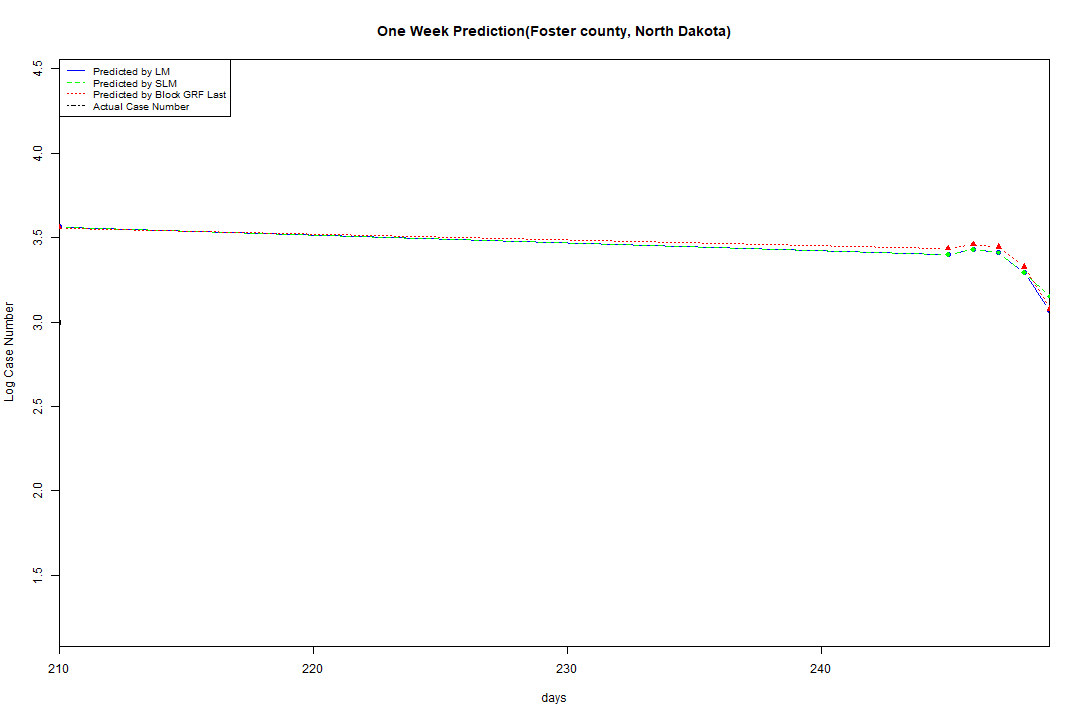 One Week Prediction(Foster county, North Dakota)
Predicted by LM
Predicted by SLM
Predicted by Block GRF Last
Actual Case Number
4.5
4.0
3.5
3.0
2.5
2.0
1.5
Log Case Number
210
220
230
240
days